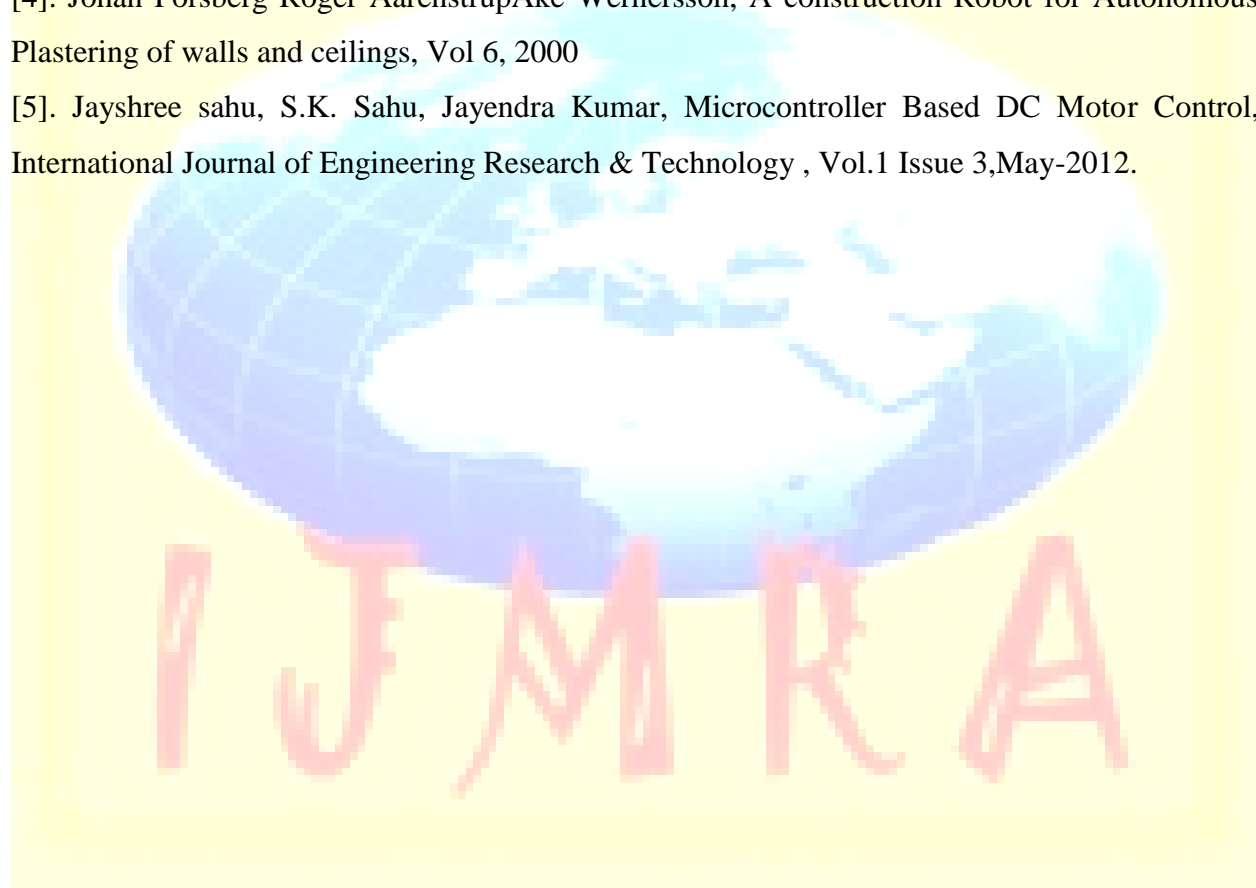 [4]. Johan Forsberg Roger AarenstrupAke Wernersson, A construction Robot for Autonomous
Plastering of walls and ceilings, Vol 6, 2000
[5]. Jayshree sahu, S.K. Sahu, Jayendra Kumar, Microcontroller Based DC Motor Control,
International Journal of Engineering Research & Technology , Vol.1 Issue 3,May-2012.
IJMRA